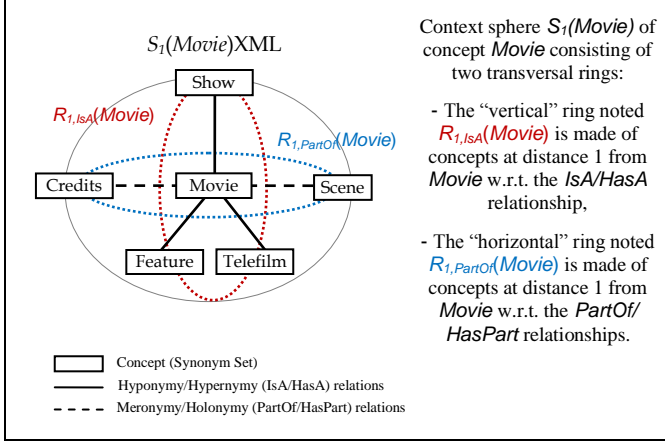 S1(Movie)XML
Show
R1,IsA(Movie)
R1,PartOf(Movie)
Credits
Movie
Scene
Feature
Telefilm
Concept (Synonym Set)
Hyponymy/Hypernymy (IsA/HasA) relations
Meronymy/Holonymy (PartOf/HasPart) relations
Context sphere S1(Movie) of
concept Movie consisting of
two transversal rings:
- The “vertical” ring noted
R1,IsA(Movie) is made of
concepts at distance 1 from
Movie w.r.t. the IsA/HasA
relationship,
- The “horizontal” ring noted
R1,PartOf(Movie) is made of
concepts at distance 1 from
Movie w.r.t. the PartOf/
HasPart relationships.